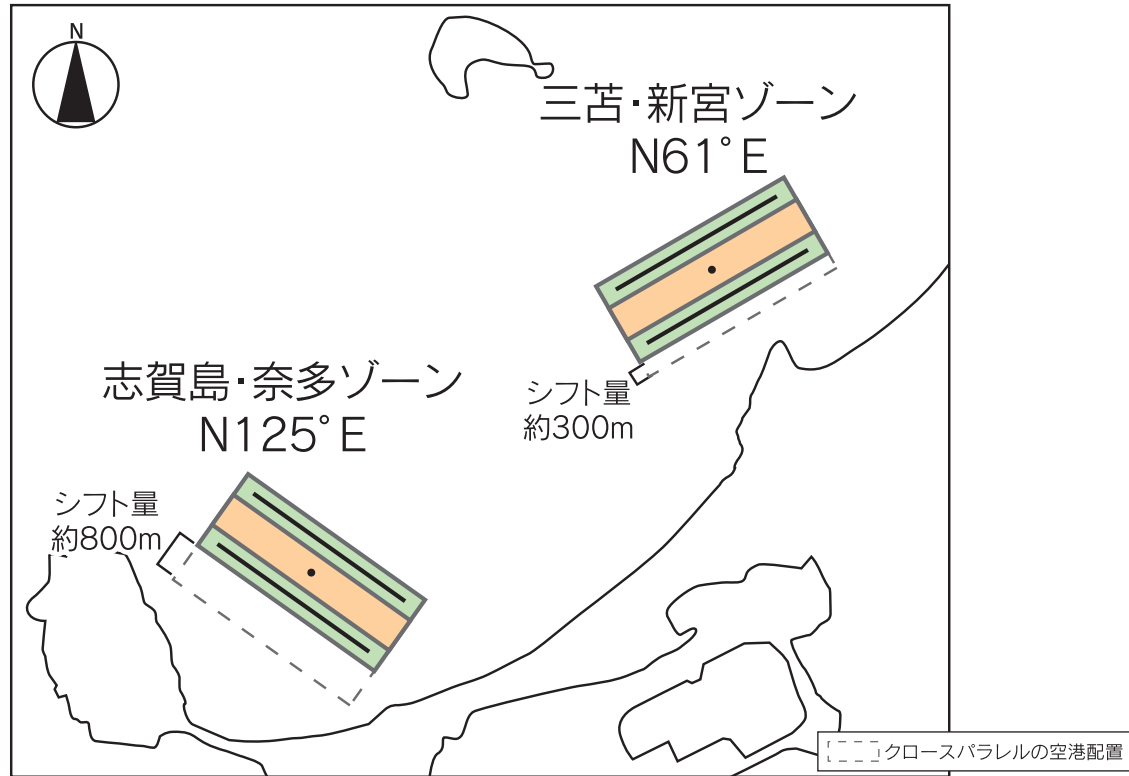 N
三苫・新宮ゾーン
N61°E
シフト量
約300m
志賀島・奈多ゾーン
N125°E
シフト量
約800m
クロースパラレルの空港配置